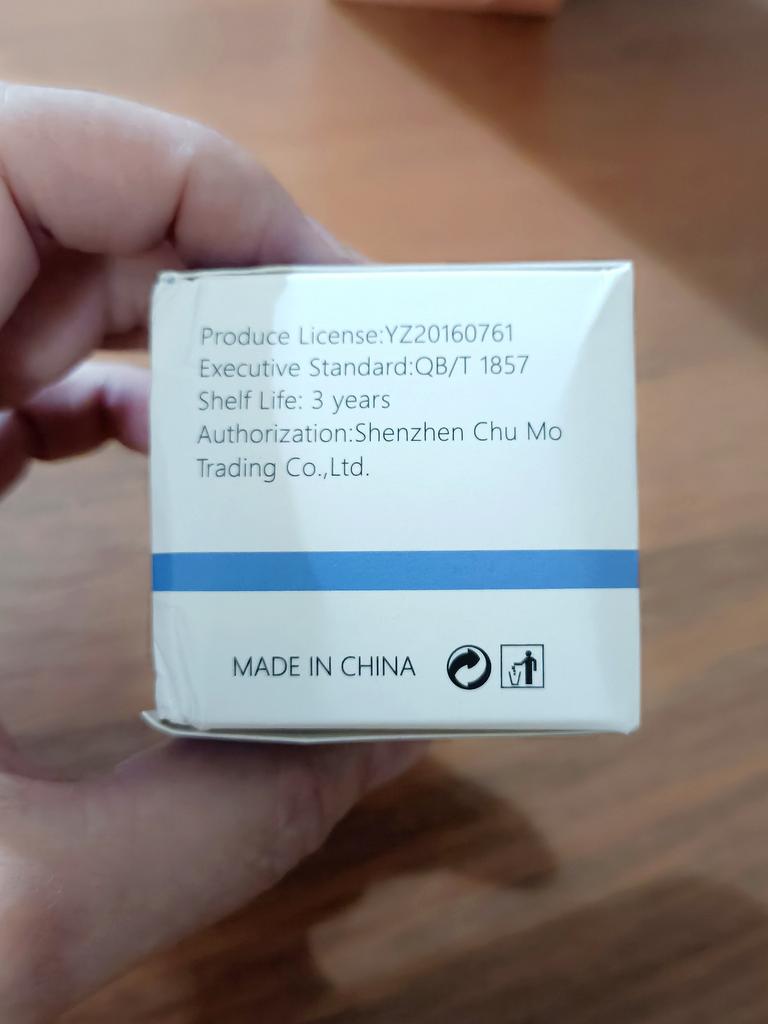 Produce License:YZ20160761
Executive Standard:QB/T 1857
Shelf Life: 3 years
Authorization:Shenzhen Chu Mo
Trading Co.,Ltd.
MADE IN CHINA